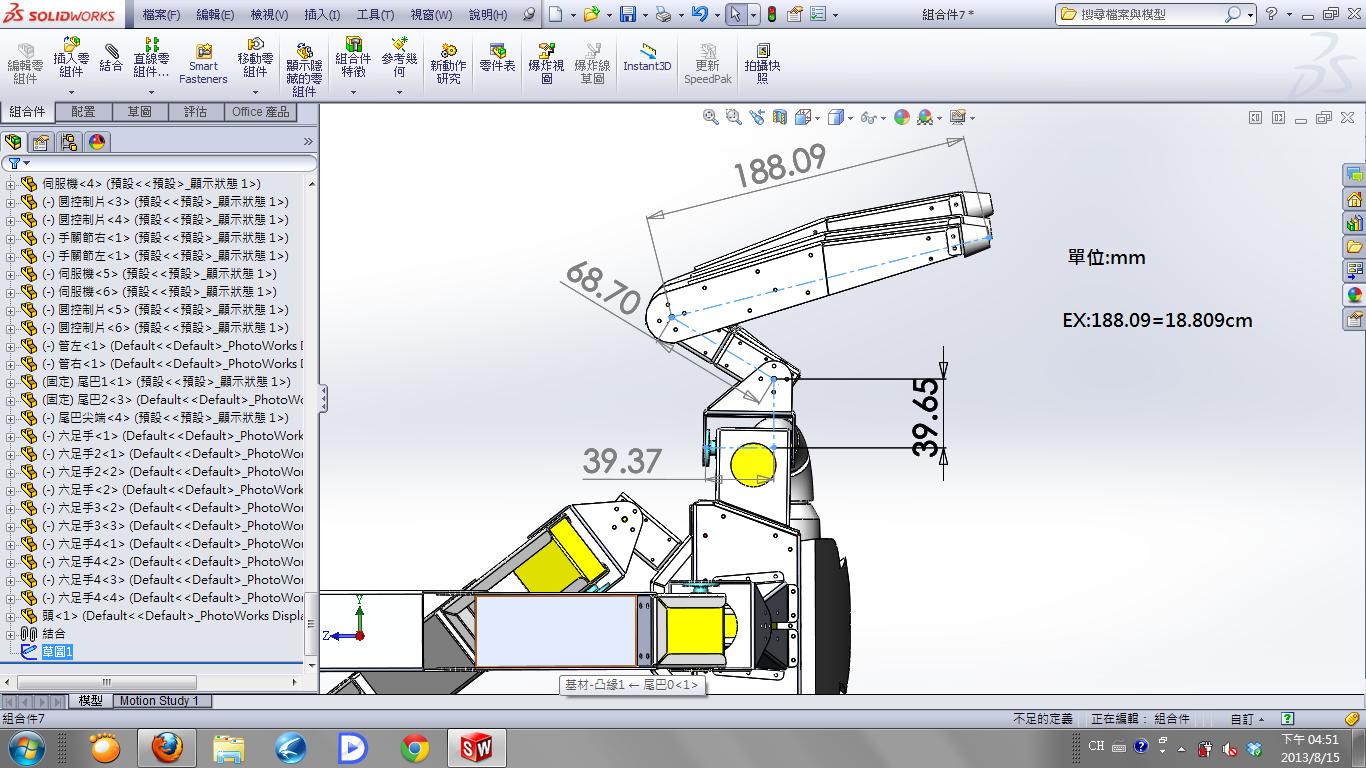 SOLIDWORKS 檔案(F) 編輯(E) 檢視(V) 插入(I) 工具(T) 視窗(W) 說明(H) 組合件7 * 搜尋檔案與模型
編輯零組件 插入零組件 結合 直線零組件... Smart Fasteners 移動零組件 顯示隱藏的零組件 組合件特徵 參考幾何 新動作研究 零件表 爆炸視圖 爆炸線草圖 Instant3D 更新 SpeedPak 拍攝快照
組合件 配置 草圖 評估 Office 產品
伺服機<4> (預設<<預設>_顯示狀態 1>)
(-) 圓控制片<3> (預設<<預設>_顯示狀態 1>)
(-) 圓控制片<4> (預設<<預設>_顯示狀態 1>)
(-) 手關節右<1> (預設<<預設>_顯示狀態 1>)
(-) 手關節左<1> (預設<<預設>_顯示狀態 1>)
(-) 伺服機<5> (預設<<預設>_顯示狀態 1>)
(-) 伺服機<6> (預設<<預設>_顯示狀態 1>)
(-) 圓控制片<5> (預設<<預設>_顯示狀態 1>)
(-) 圓控制片<6> (預設<<預設>_顯示狀態 1>)
(-) 管左<1> (Default<<Default>_PhotoWorks D
(-) 管右<1> (Default<<Default>_PhotoWorks
(固定) 尾巴1<1> (預設<<預設>_顯示狀態 1>)
(固定) 尾巴2<3> (Default<<Default>_PhotoWo
(-) 尾巴尖端<4> (預設<<預設>_顯示狀態 1>)
(-) 六足手<1> (Default<<Default>_PhotoWork
(-) 六足手2<1> (Default<<Default>_PhotoWor
(-) 六足手2<2> (Default<<Default>_PhotoWor
(-) 六足手<2> (Default<<Default>_PhotoWork
(-) 六足手3<2> (Default<<Default>_PhotoWor
(-) 六足手3<3> (Default<<Default>_PhotoWor
(-) 六足手4<1> (Default<<Default>_PhotoWor
(-) 六足手4<2> (Default<<Default>_PhotoWor
(-) 六足手4<3> (Default<<Default>_PhotoWor
(-) 六足手4<4> (Default<<Default>_PhotoWor
頭<1> (Default<<Default>_PhotoWorks Displa
結合
草圖1
188.09
68.70
39.65
39.37
單位:mm
EX:188.09=18.809cm
Y
Z
基材-凸緣1 ← 尾巴0<1>
模型 Motion Study 1
組合件7 不足的定義 正在編輯： 組合件 自訂
CH 下午 04:51
2013/8/15